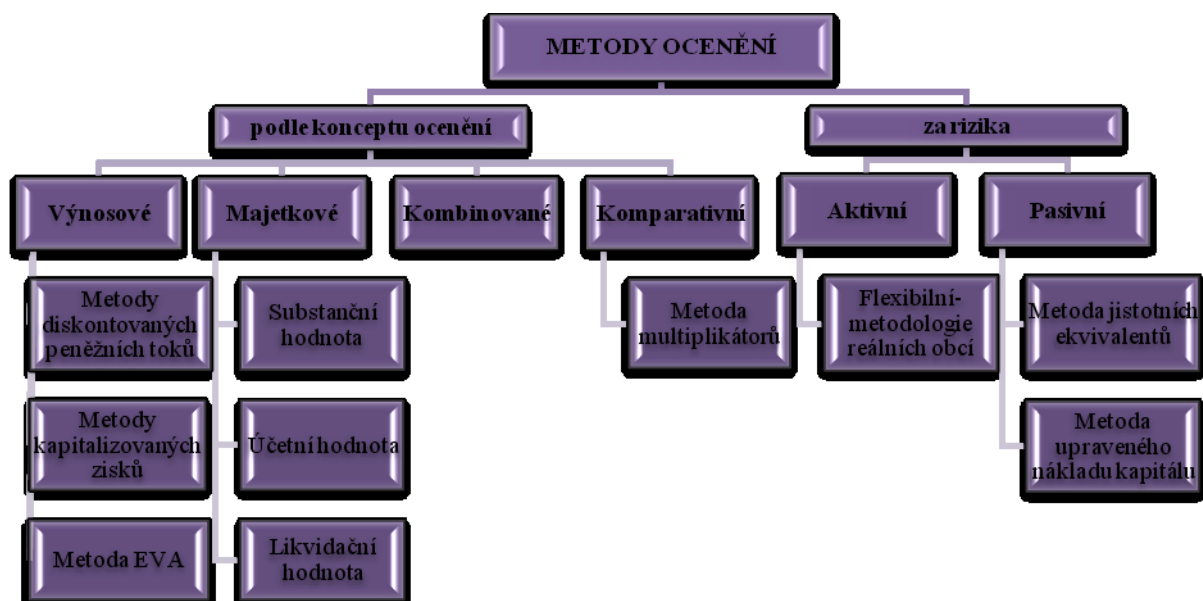 METODY OCENĚNÍ
podle konceptu ocenění
za rizika
Výnosové
Majetkové
Kombinované
Komparativní
Aktivní
Pasivní
Metody
diskontovaných
peněžních toků
Substanční
hodnota
Metoda
multiplikátorů
Flexibilní-
metodologie
reálních obcí
Metoda jistotních
ekvivalentů
Metody
kapitalizovaných
zisků
Účetní hodnota
Metoda
upraveného
nákladu kapitálu
Metoda EVA
Likvidační
hodnota